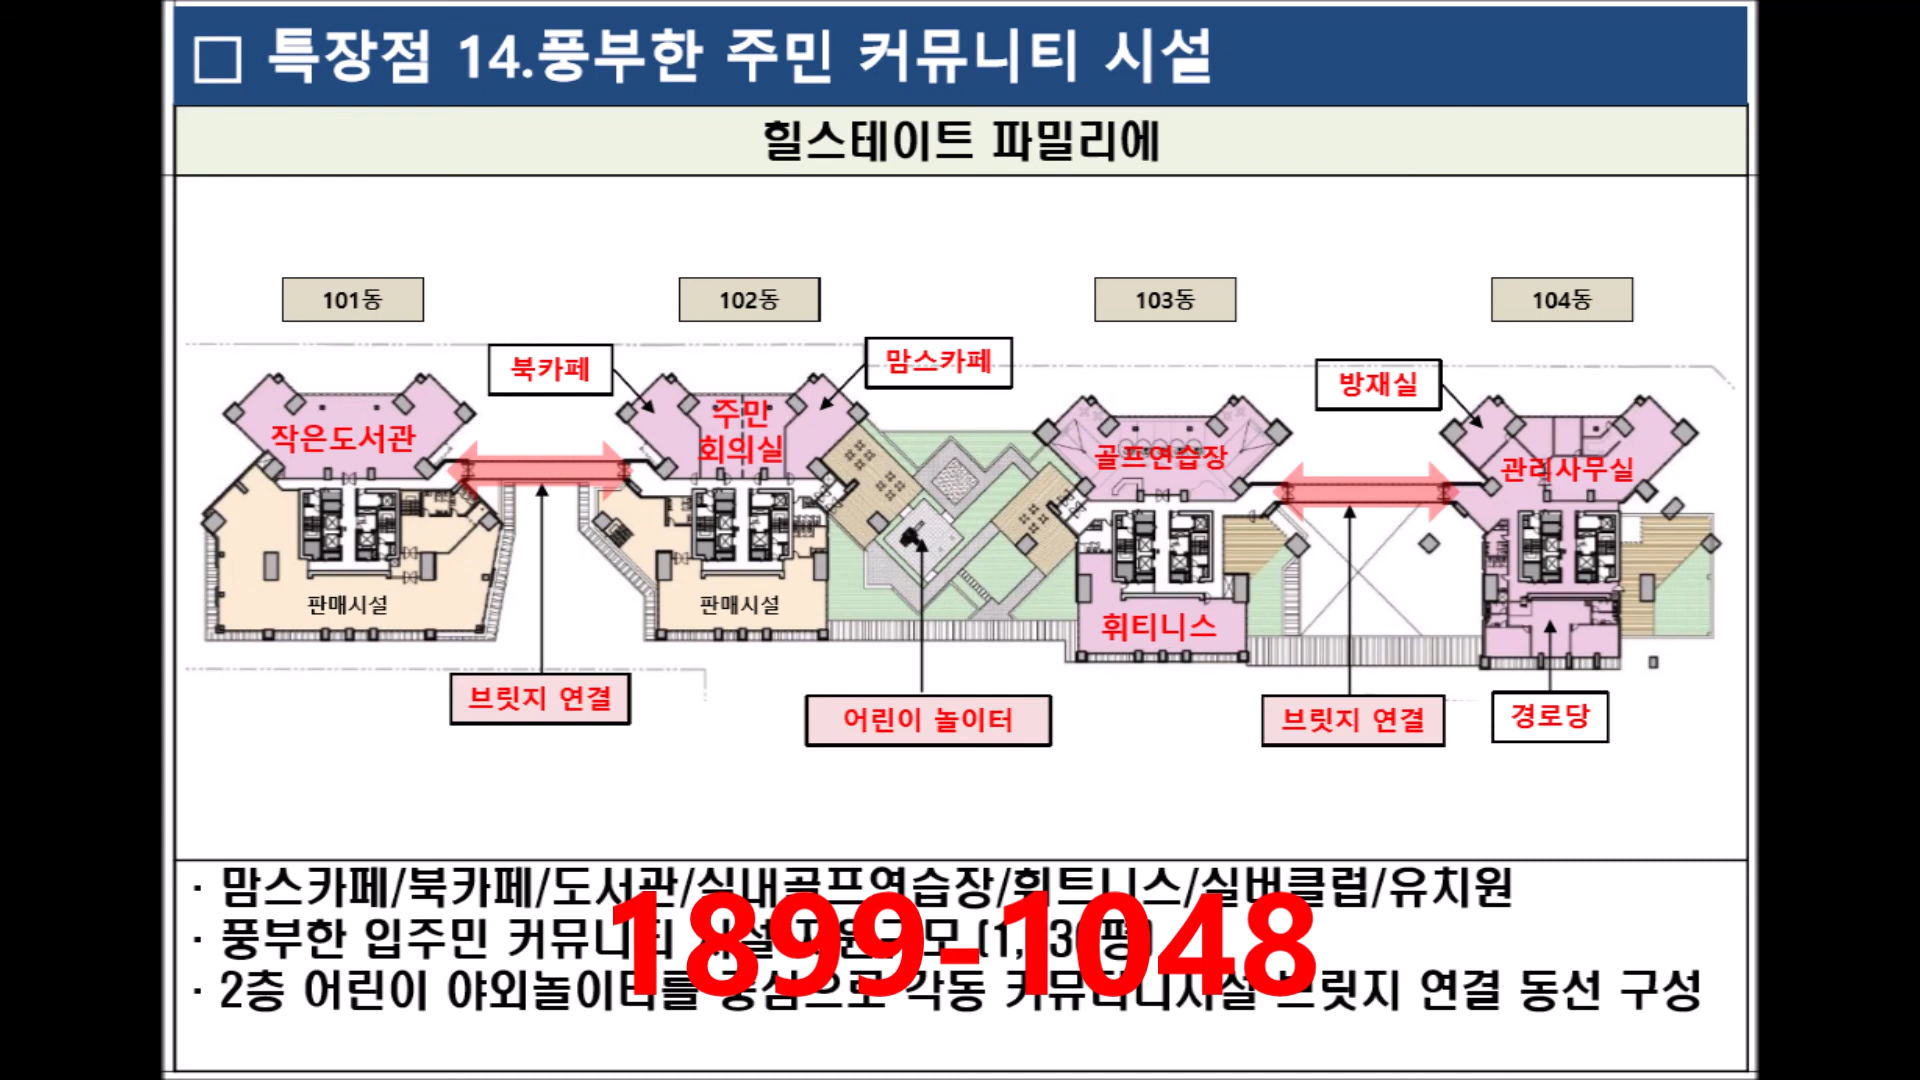 □ 특장점 14.풍부한 주민 커뮤니티 시설
힐스테이트 파밀리에
101동
102동
103동
104동
북카페
맘스카페
방재실
작은도서관
주만
회의실
골프연습장
관리사무실
판매시설
판매시설
휘티니스
브릿지 연결
어린이 놀이터
브릿지 연결
경로당
· 맘스카페/북카페/도서관/실내골프연습장/휘트니스/실버클럽/유치원
1899-1048
· 풍부한 입주민 커뮤니티 시설
· 2층 어린이 야외놀이터를 중심으로 각동 커뮤니티시설 브릿지 연결 동선 구성